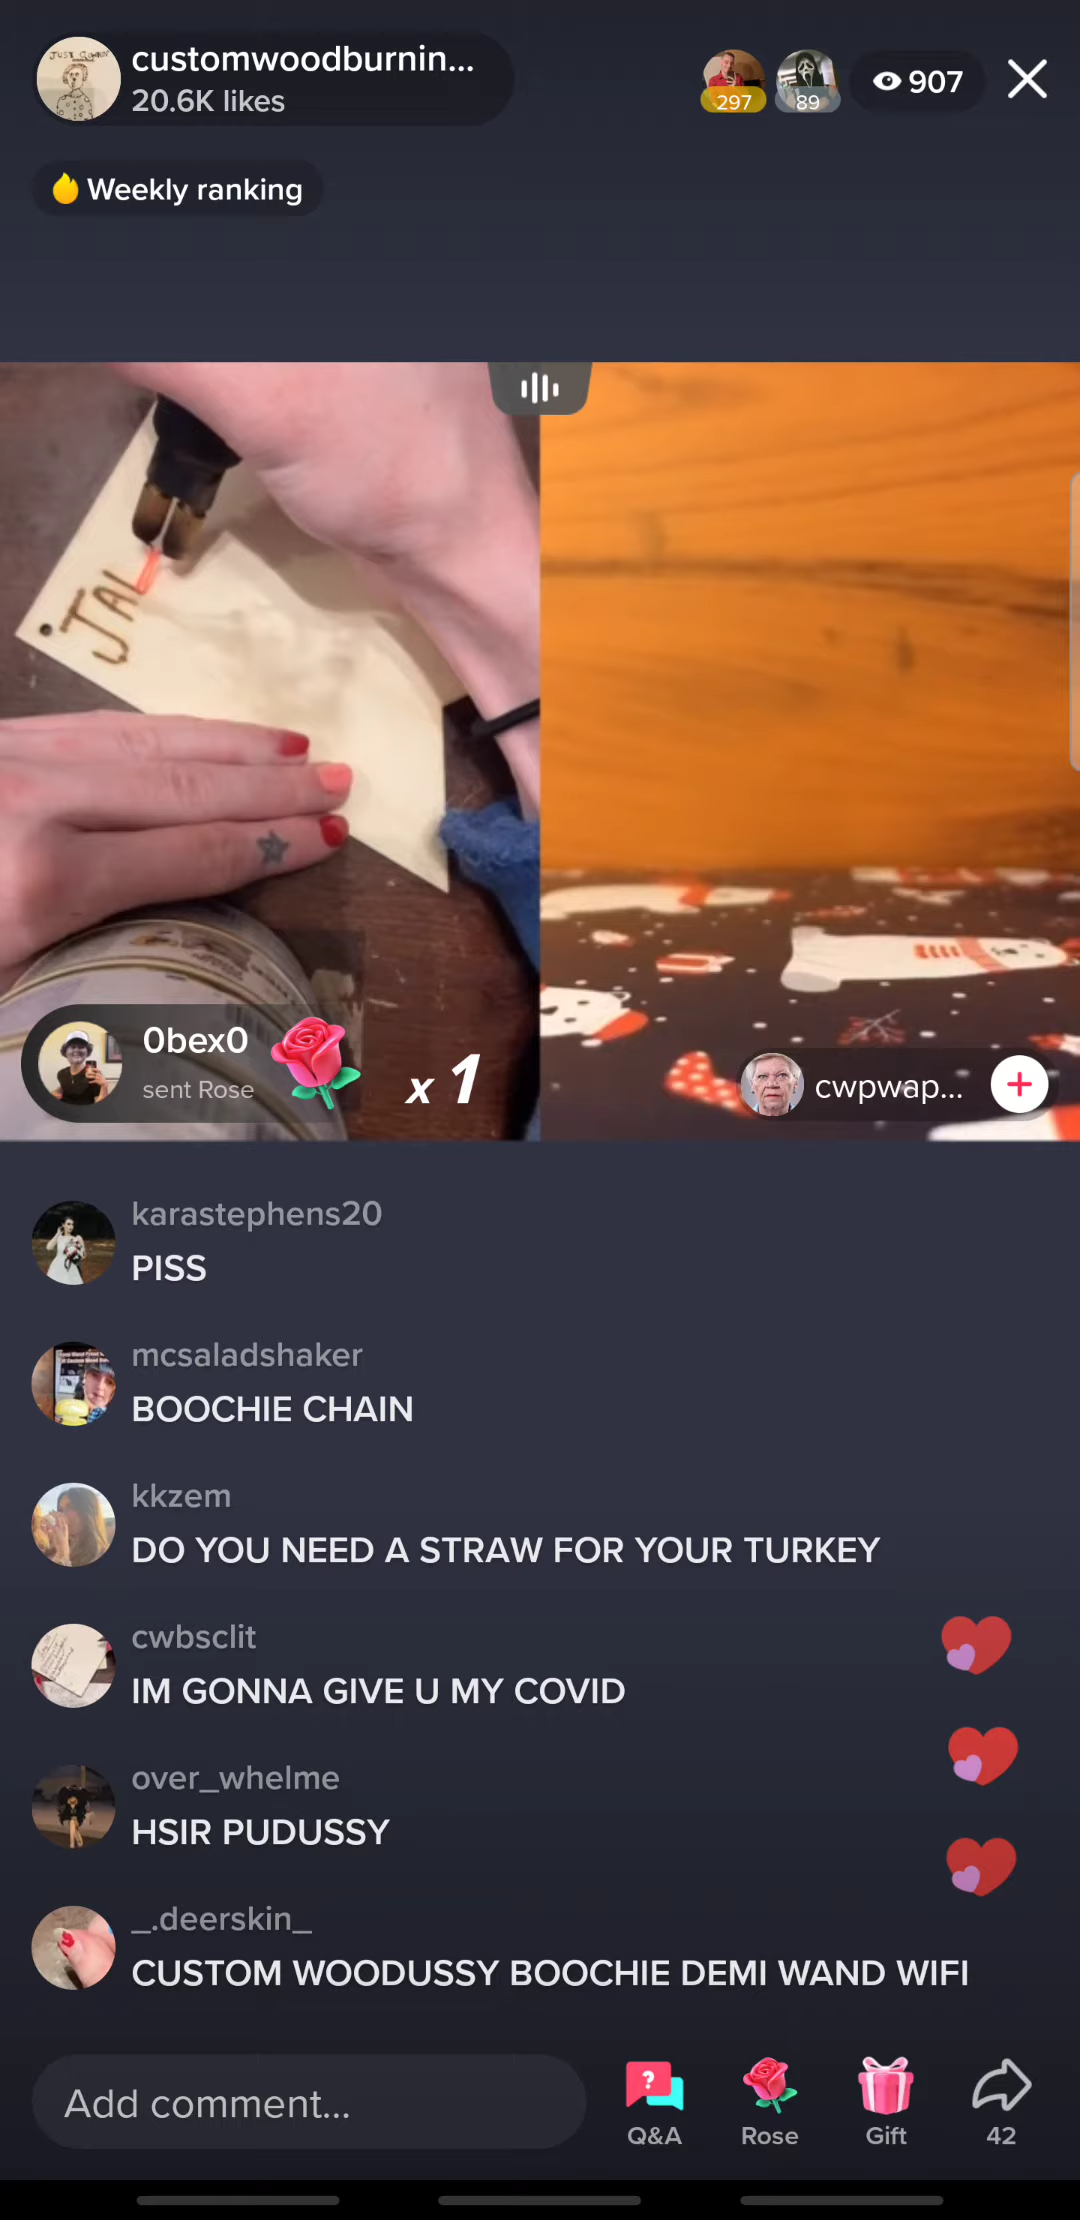 customwoodburnin...
20.6K likes
297
89
907
Weekly ranking
JAL
0bex0
sent Rose
x 1
cwpwap...
karastephens20
PISS
mcsaladshaker
BOOCHIE CHAIN
kkzem
DO YOU NEED A STRAW FOR YOUR TURKEY
cwbsclit
IM GONNA GIVE U MY COVID
over_whelme
HSIR PUDUSSY
_.deerskin_
CUSTOM WOODUSSY BOOCHIE DEMI WAND WIFI
Add comment...
Q&A
Rose
Gift
42